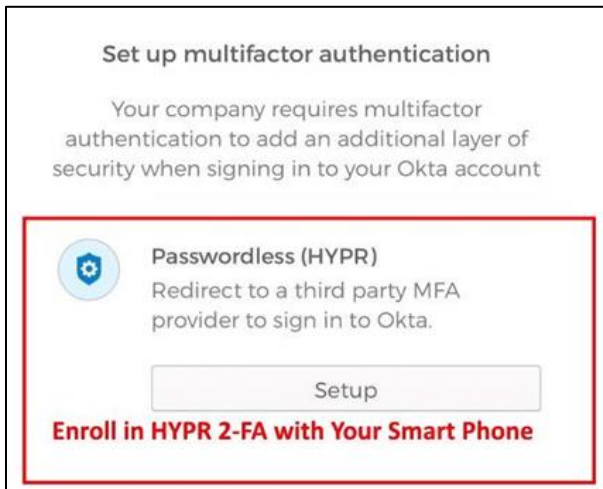 Set up multifactor authentication
Your company requires multifactor
authentication to add an additional layer of
security when signing in to your Okta account
Passwordless (HYPR)
Redirect to a third party MFA
provider to sign in to Okta.
Setup
Enroll in HYPR 2-FA with Your Smart Phone